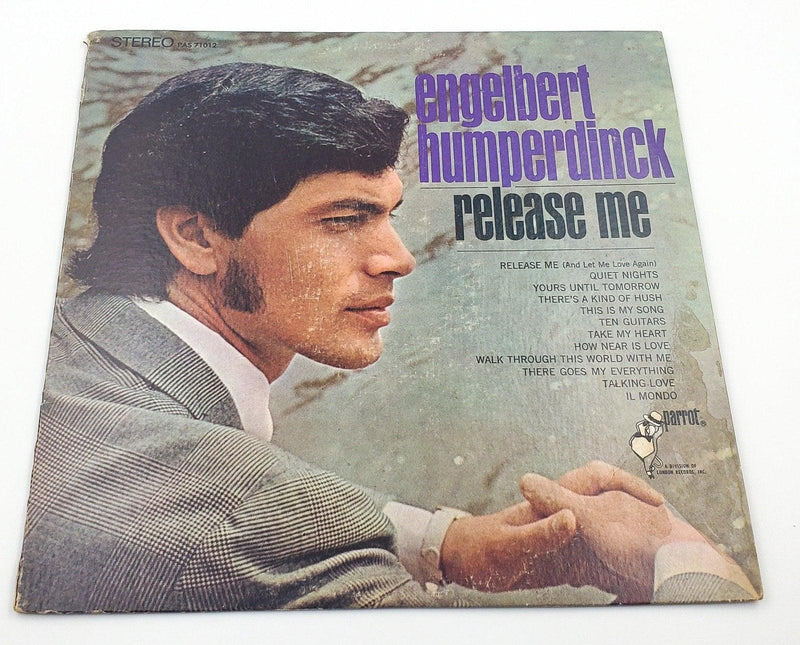 STEREO PAS 71012
engelbert
humperdinck
release me
RELEASE ME (And Let Me Love Again)
QUIET NIGHTS
YOURS UNTIL TOMORROW
THERE'S A KIND OF HUSH
THIS IS MY SONG
TEN GUITARS
TAKE MY HEART
HOW NEAR IS LOVE
WALK THROUGH THIS WORLD WITH ME
THERE GOES MY EVERYTHING
TALKING LOVE
IL MONDO
parrot®
A DIVISION OF
LONDON RECORDS, INC.